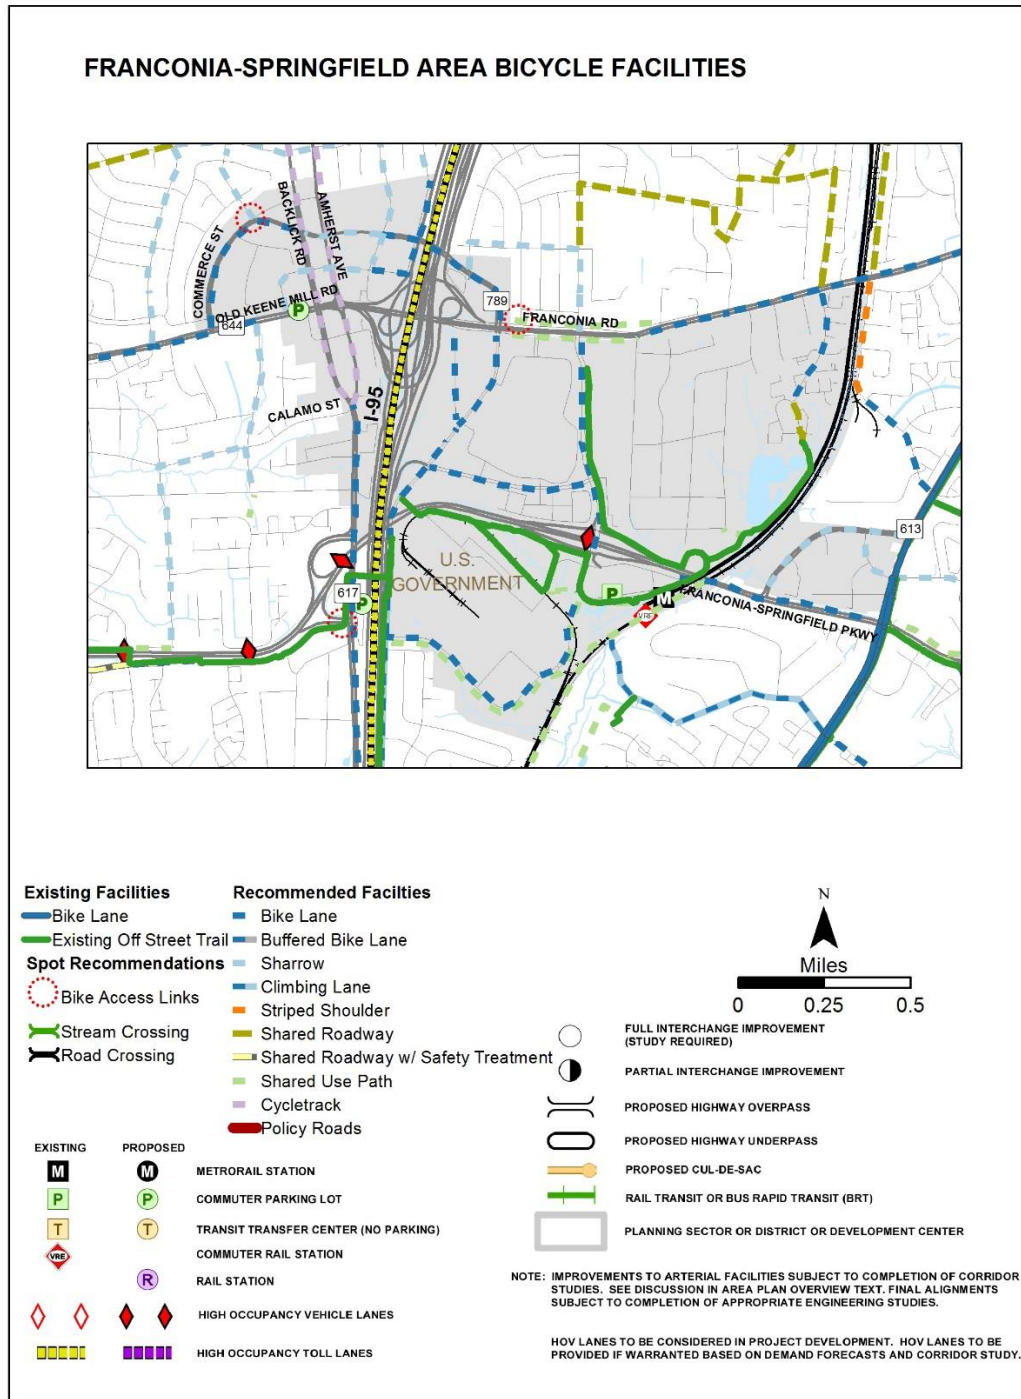 FRANCONIA-SPRINGFIELD AREA BICYCLE FACILITIES
BACKLICK RD
AMHERST AVE
COMMERCE ST
OLD KEENE MILL RD
644
P
789
FRANCONIA RD
I-95
CALAMO ST
613
U.S.
GOVERNMENT
617
P
P
M
VRE
FRANCONIA-SPRINGFIELD PKWY
Existing Facilities
Bike Lane
Existing Off Street Trail
Spot Recommendations
Bike Access Links
Stream Crossing
Road Crossing
Recommended Facilties
Bike Lane
Buffered Bike Lane
Sharrow
Climbing Lane
Striped Shoulder
Shared Roadway
Shared Roadway w/ Safety Treatment
Shared Use Path
Cycletrack
Policy Roads
N
Miles
0 0.25 0.5
EXISTING PROPOSED
M M METRORAIL STATION
P P COMMUTER PARKING LOT
T T TRANSIT TRANSFER CENTER (NO PARKING)
VRE COMMUTER RAIL STATION
R RAIL STATION
HIGH OCCUPANCY VEHICLE LANES
HIGH OCCUPANCY TOLL LANES
FULL INTERCHANGE IMPROVEMENT
(STUDY REQUIRED)
PARTIAL INTERCHANGE IMPROVEMENT
PROPOSED HIGHWAY OVERPASS
PROPOSED HIGHWAY UNDERPASS
PROPOSED CUL-DE-SAC
RAIL TRANSIT OR BUS RAPID TRANSIT (BRT)
PLANNING SECTOR OR DISTRICT OR DEVELOPMENT CENTER
NOTE: IMPROVEMENTS TO ARTERIAL FACILITIES SUBJECT TO COMPLETION OF CORRIDOR
STUDIES. SEE DISCUSSION IN AREA PLAN OVERVIEW TEXT. FINAL ALIGNMENTS
SUBJECT TO COMPLETION OF APPROPRIATE ENGINEERING STUDIES.
HOV LANES TO BE CONSIDERED IN PROJECT DEVELOPMENT. HOV LANES TO BE
PROVIDED IF WARRANTED BASED ON DEMAND FORECASTS AND CORRIDOR STUDY.